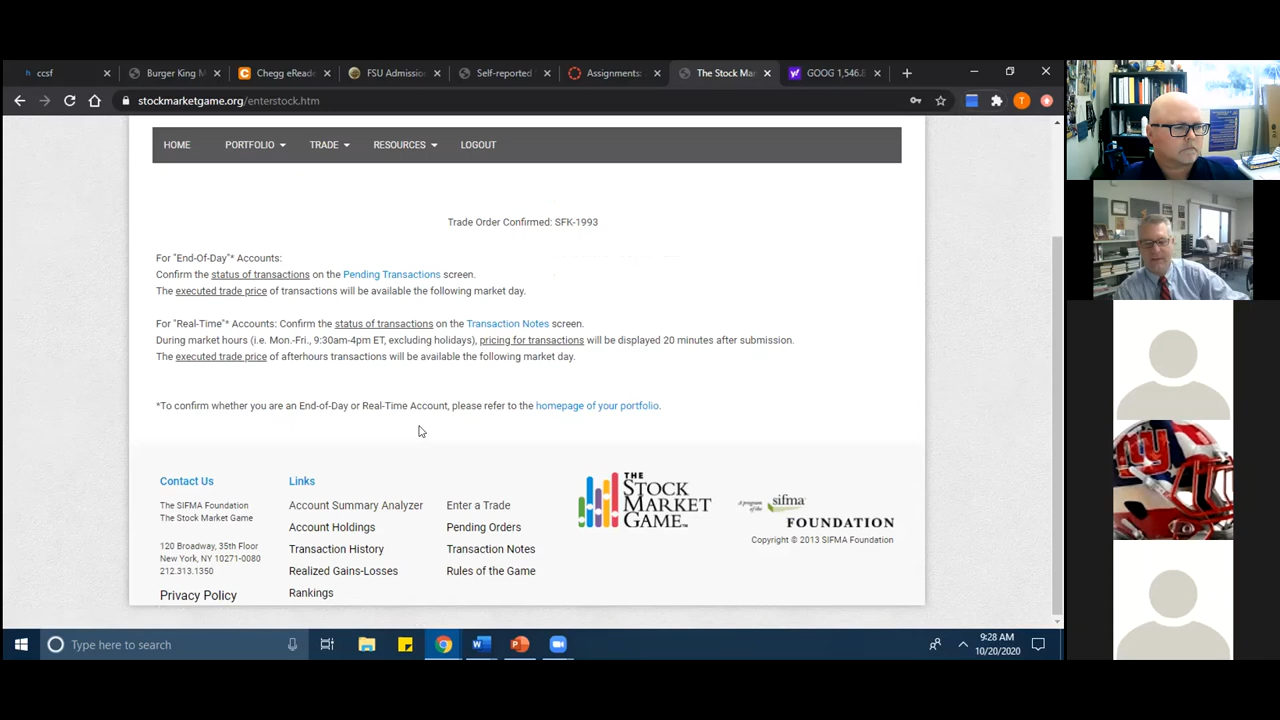 ccsf
Burger King M
Chegg eReade
FSU Admission
Self-reported
Assignments:
The Stock Mar
GOOG 1,546.8
stockmarketgame.org/enterstock.htm
T
HOME PORTFOLIO TRADE RESOURCES LOGOUT
Trade Order Confirmed: SFK-1993
For "End-Of-Day"* Accounts:
Confirm the status of transactions on the Pending Transactions screen.
The executed trade price of transactions will be available the following market day.
For "Real-Time"* Accounts: Confirm the status of transactions on the Transaction Notes screen.
During market hours (i.e. Mon.-Fri., 9:30am-4pm ET, excluding holidays), pricing for transactions will be displayed 20 minutes after submission.
The executed trade price of afterhours transactions will be available the following market day.
*To confirm whether you are an End-of-Day or Real-Time Account, please refer to the homepage of your portfolio.
Contact Us
The SIFMA Foundation
The Stock Market Game
120 Broadway, 35th Floor
New York, NY 10271-0080
212.313.1350
Privacy Policy
Links
Account Summary Analyzer
Account Holdings
Transaction History
Realized Gains-Losses
Rankings
Enter a Trade
Pending Orders
Transaction Notes
Rules of the Game
THE
STOCK
MARKET
GAME™
A program
of the
sifma
FOUNDATION
Copyright © 2013 SIFMA Foundation
ny
Type here to search
9:28 AM
10/20/2020